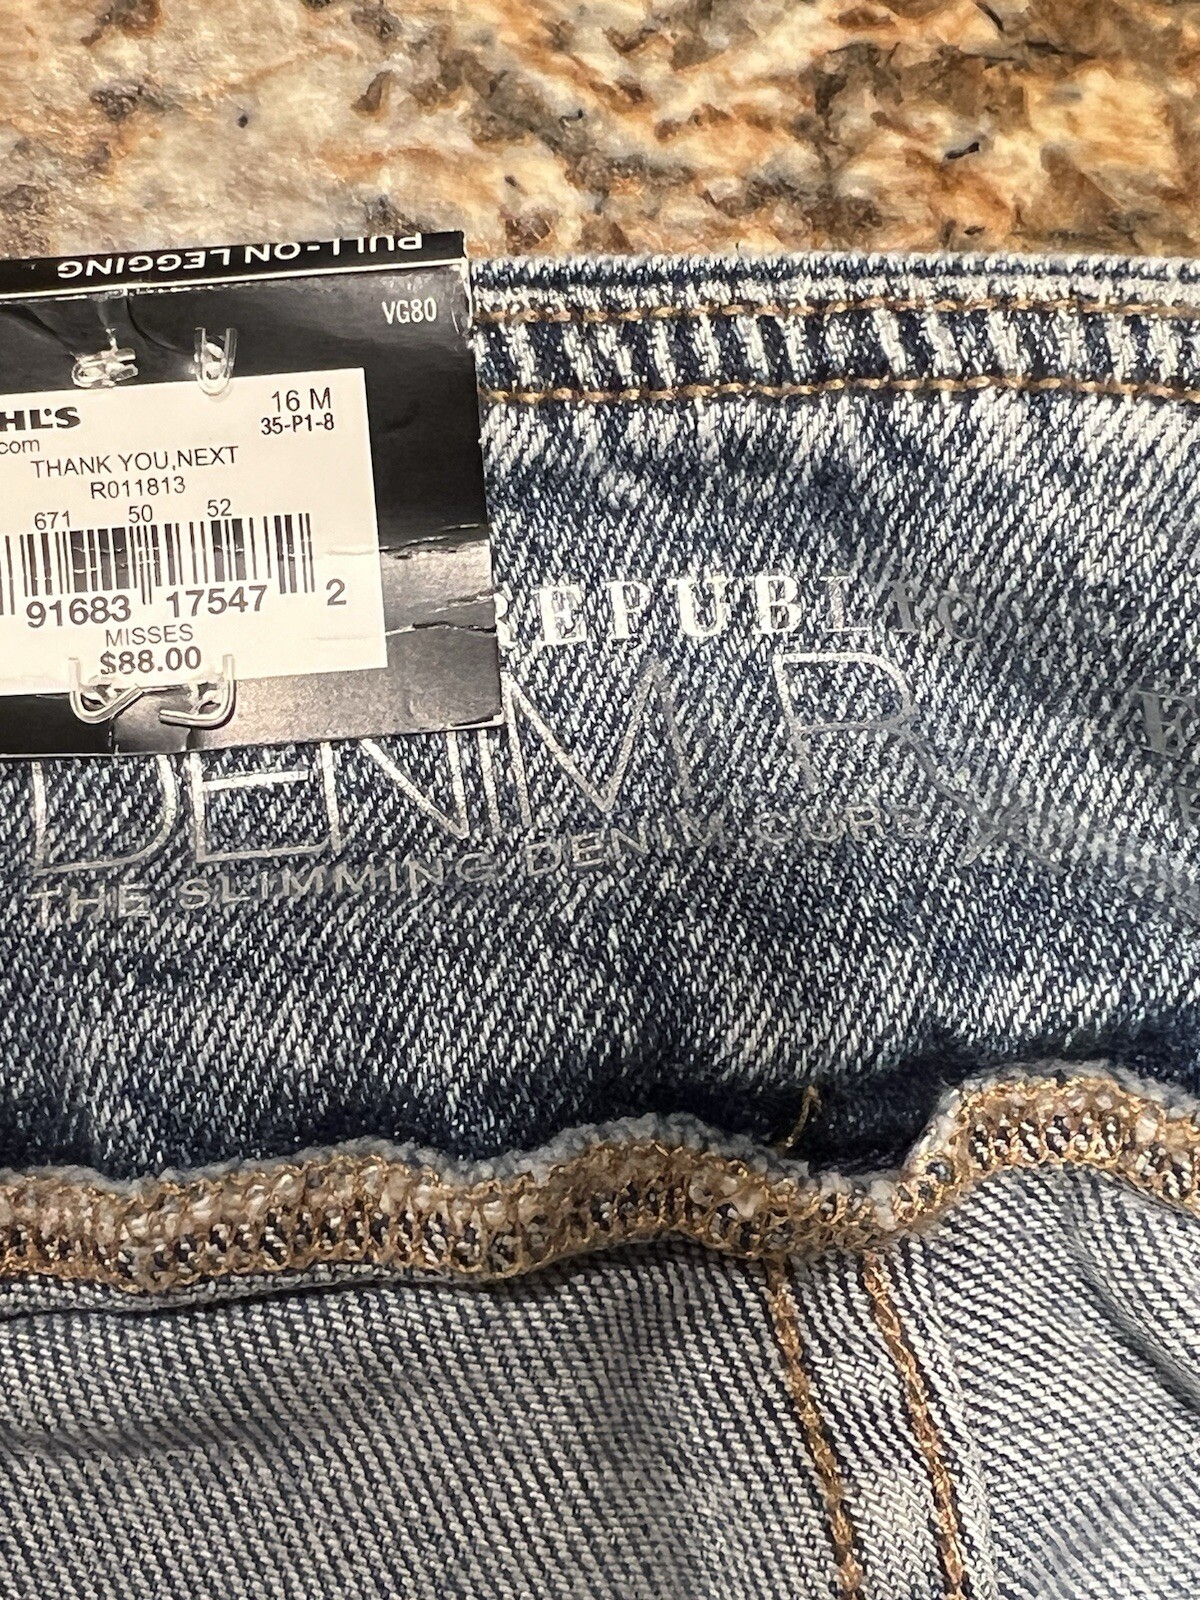 PULL-ON LEGGING
VG80
HL'S
16 M
com
35-P1-8
THANK YOU,NEXT
R011813
671 50 52
91683 17547 2
MISSES
$88.00
REPUBLIC
DENIM Rx
THE SLIMMING DENIM CURE